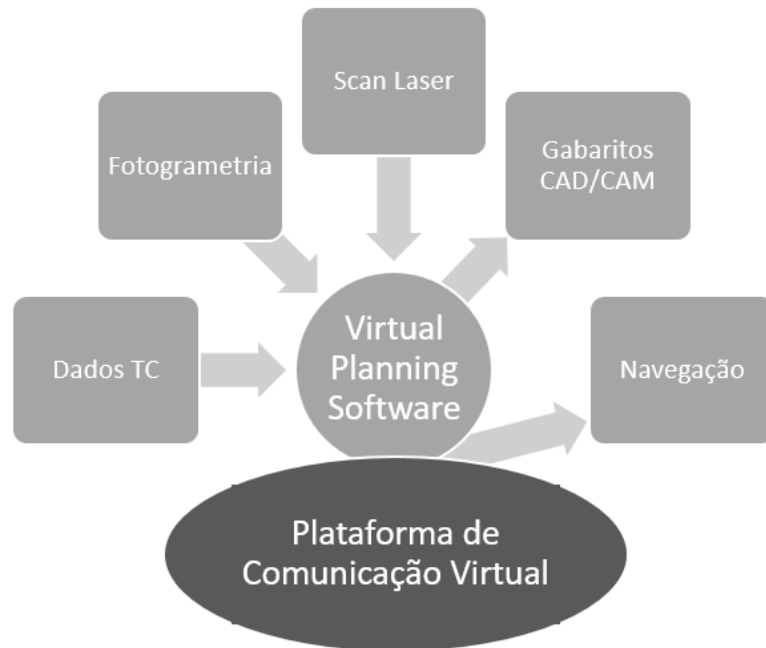 Scan Laser
Fotogrametria
Gabaritos
CAD/CAM
Dados TC
Virtual
Planning
Software
Navegação
Plataforma de
Comunicação Virtual